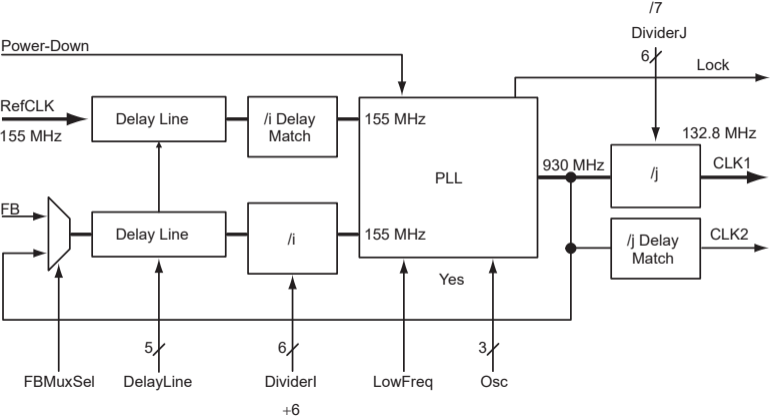 /7
DividerJ
6
Power-Down
Lock
RefCLK
155 MHz
Delay Line
/i Delay
Match
155 MHz
PLL
930 MHz
/j
132.8 MHz
CLK1
FB
Delay Line
/i
155 MHz
/j Delay
Match
CLK2
Yes
5
6
3
FBMuxSel
DelayLine
DividerI
LowFreq
Osc
+6